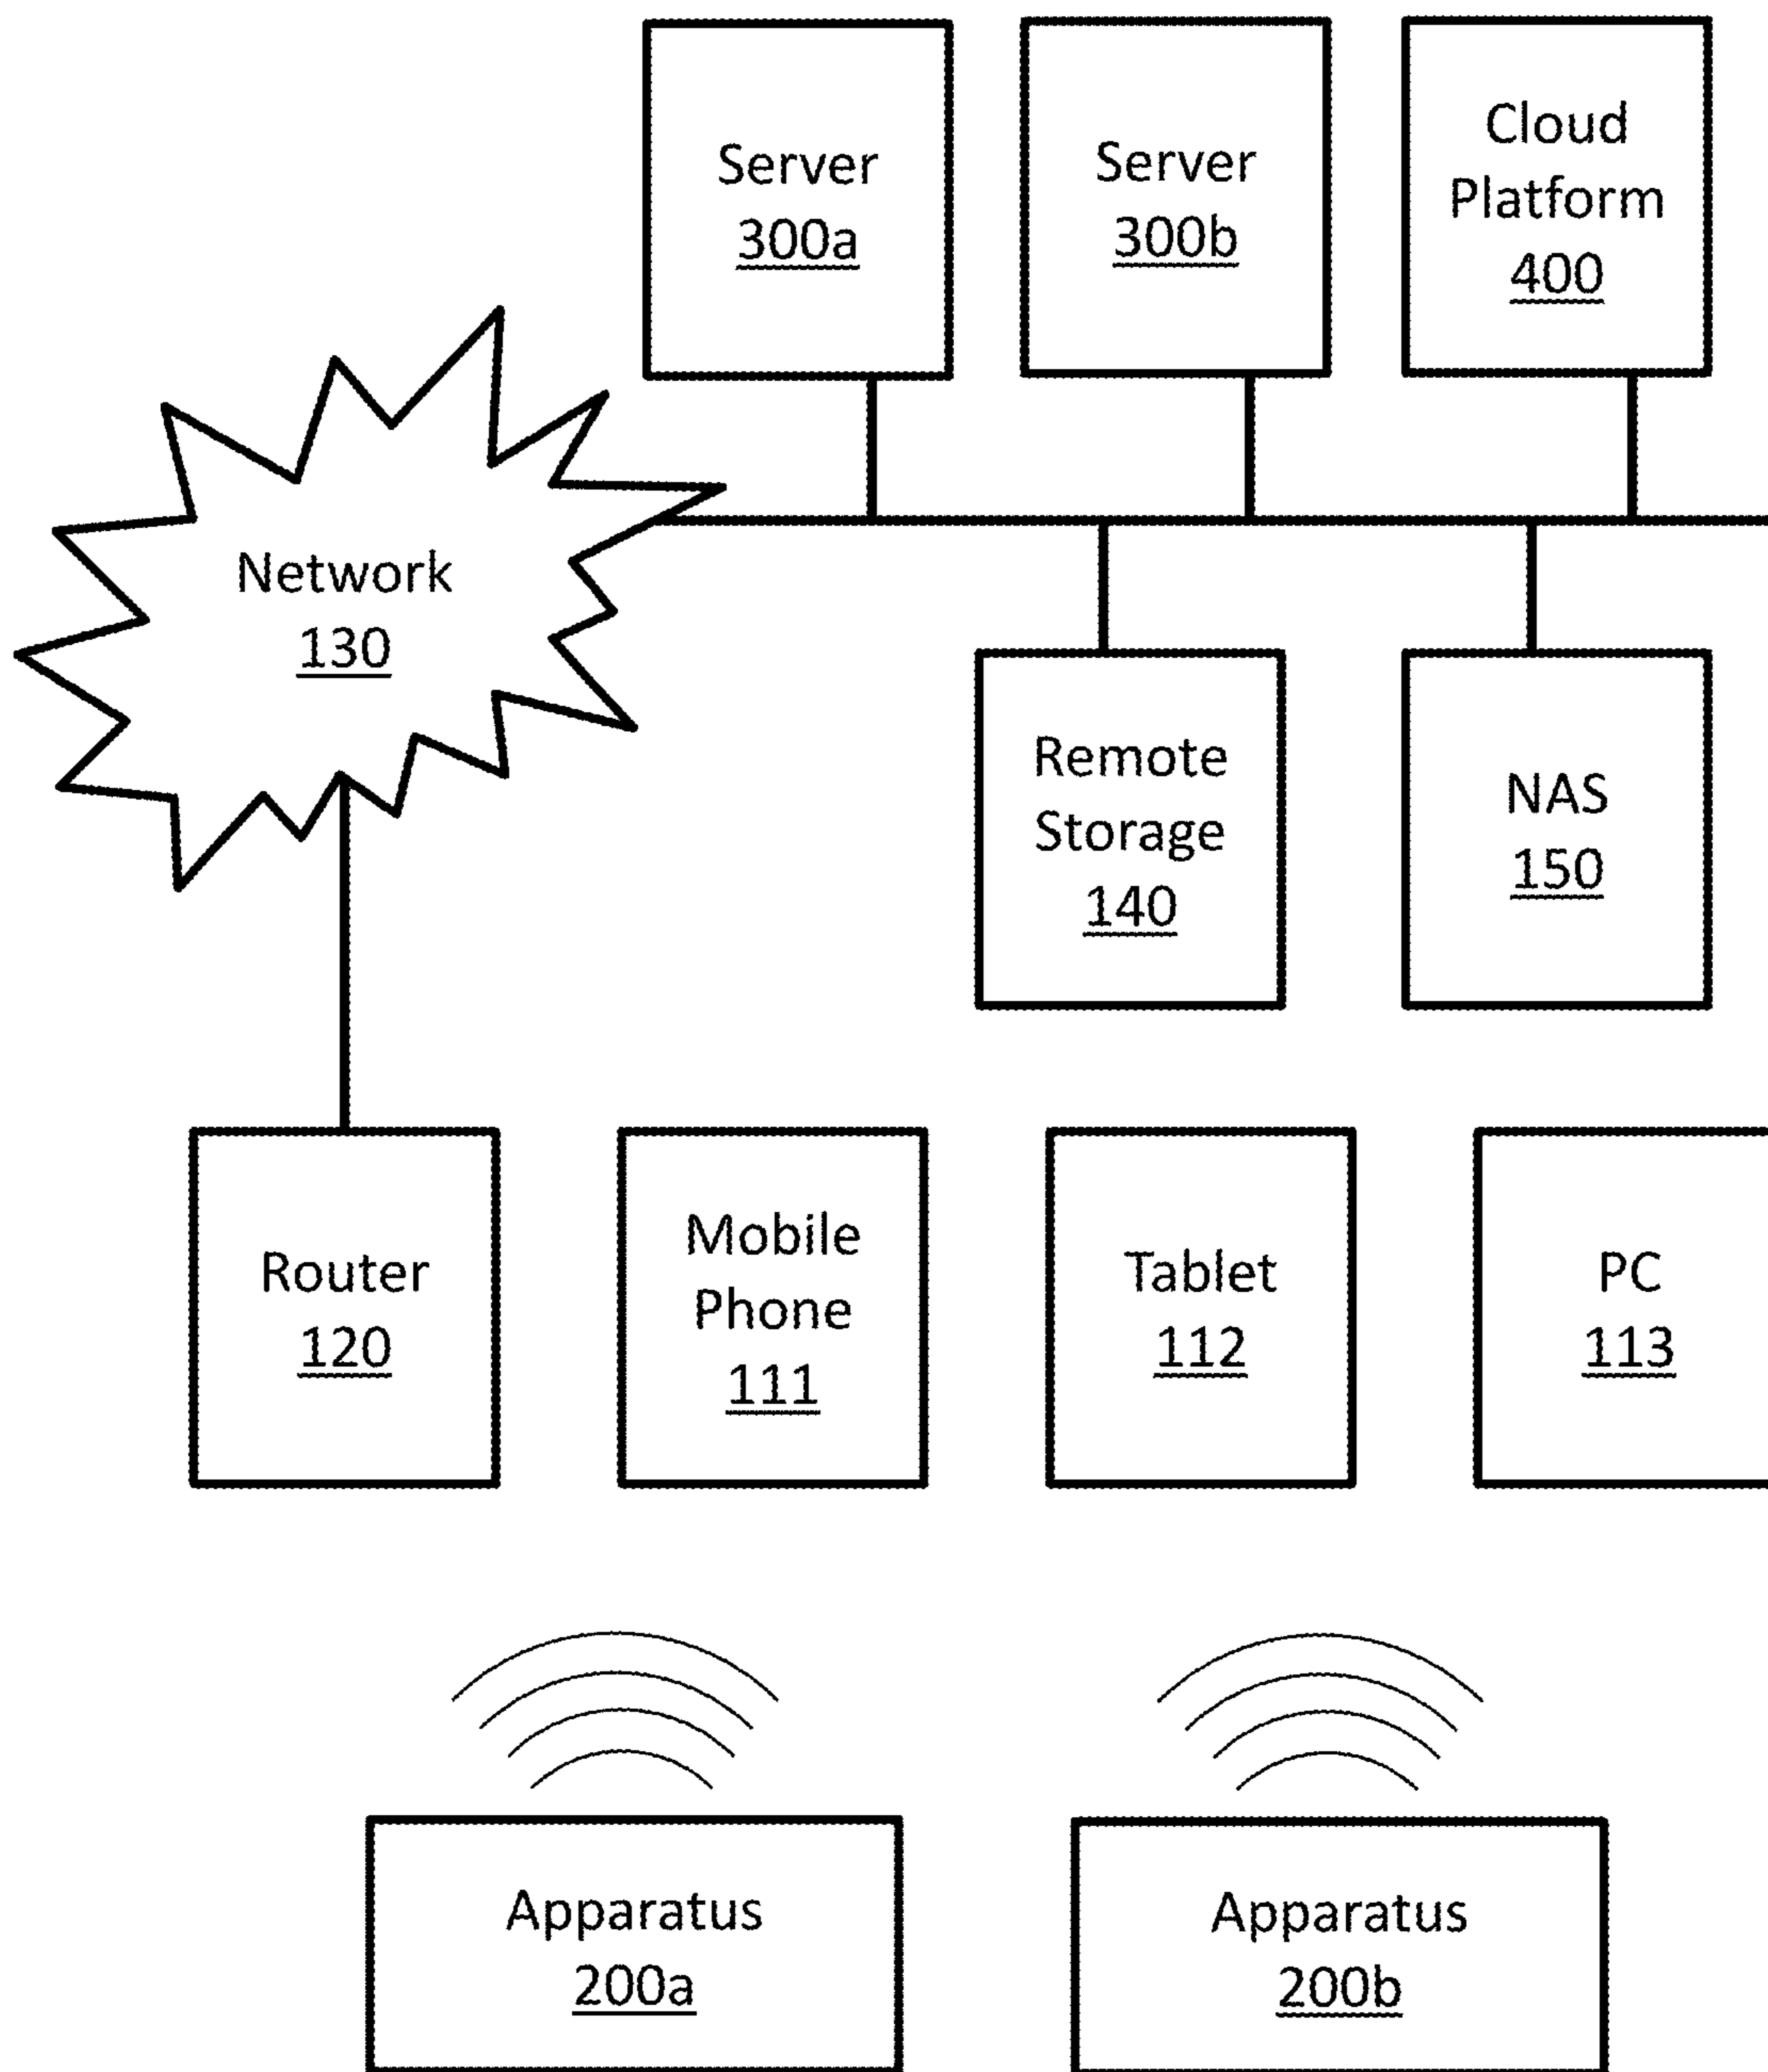 Server
300a
Server
300b
Cloud
Platform
400
Network
130
Remote
Storage
140
NAS
150
Router
120
Mobile
Phone
111
Tablet
112
PC
113
Apparatus
200a
Apparatus
200b